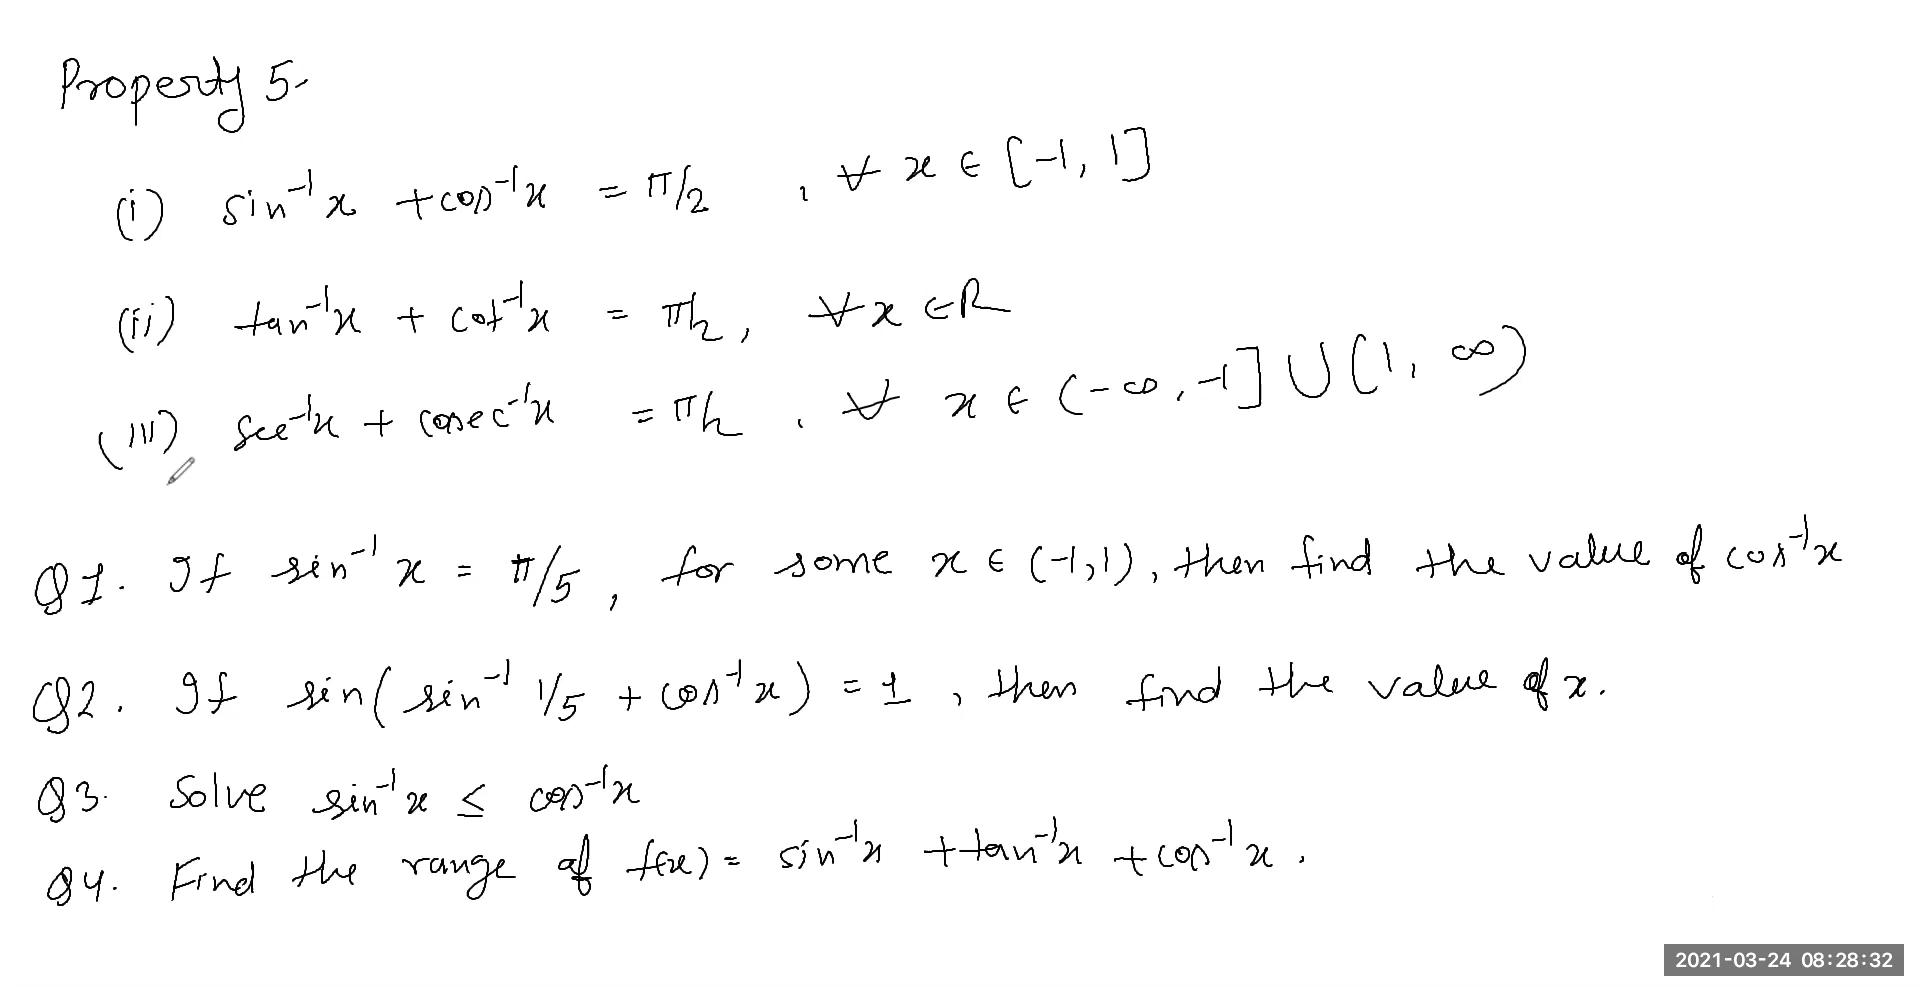 Property 5-
(i) sin⁻¹x + cos⁻¹x = π/2 , ∀ x ∈ [-1, 1]
(ii) tan⁻¹x + cot⁻¹x = π/2, ∀ x ∈ R
(iii) sec⁻¹x + cosec⁻¹x = π/2 , ∀ x ∈ (-∞, -1] ∪ (1, ∞)
Q1. If sin⁻¹ x = π/5 , for some x ∈ (-1,1), then find the value of cos⁻¹x
Q2. If sin( sin⁻¹ 1/5 + cos⁻¹x ) = 1 , then find the value of x.
Q3. Solve sin⁻¹x ≤ cos⁻¹x
Q4. Find the range of f(x) = sin⁻¹x + tan⁻¹x + cos⁻¹x .
2021-03-24 08:28:32